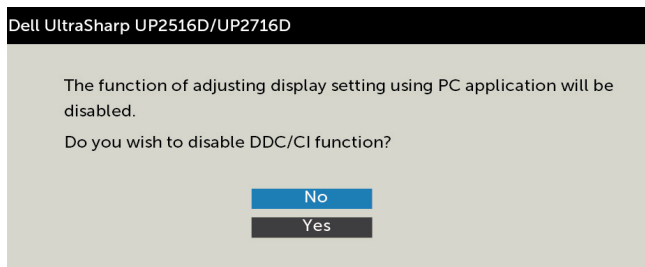 Dell UltraSharp UP2516D/UP2716D
The function of adjusting display setting using PC application will be
disabled.
Do you wish to disable DDC/CI function?
No
Yes